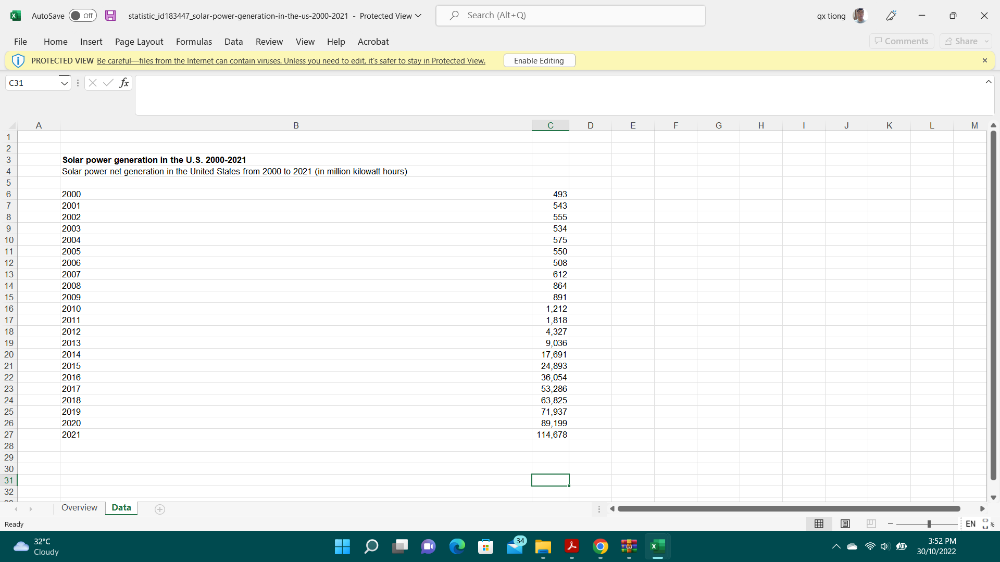 AutoSave Off statistic_id183447_solar-power-generation-in-the-us-2000-2021 - Protected View Search (Alt+Q) qx tiong
File Home Insert Page Layout Formulas Data Review View Help Acrobat Comments Share
PROTECTED VIEW Be careful—files from the Internet can contain viruses. Unless you need to edit, it's safer to stay in Protected View. Enable Editing
C31 fx
A B C D E F G H I J K L M
1
2
3 Solar power generation in the U.S. 2000-2021
4 Solar power net generation in the United States from 2000 to 2021 (in million kilowatt hours)
5
6 2000 493
7 2001 543
8 2002 555
9 2003 534
10 2004 575
11 2005 550
12 2006 508
13 2007 612
14 2008 864
15 2009 891
16 2010 1,212
17 2011 1,818
18 2012 4,327
19 2013 9,036
20 2014 17,691
21 2015 24,893
22 2016 36,054
23 2017 53,286
24 2018 63,825
25 2019 71,937
26 2020 89,199
27 2021 114,678
28
29
30
31
32
Overview Data
Ready EN %
32°C
Cloudy
34
3:52 PM
30/10/2022